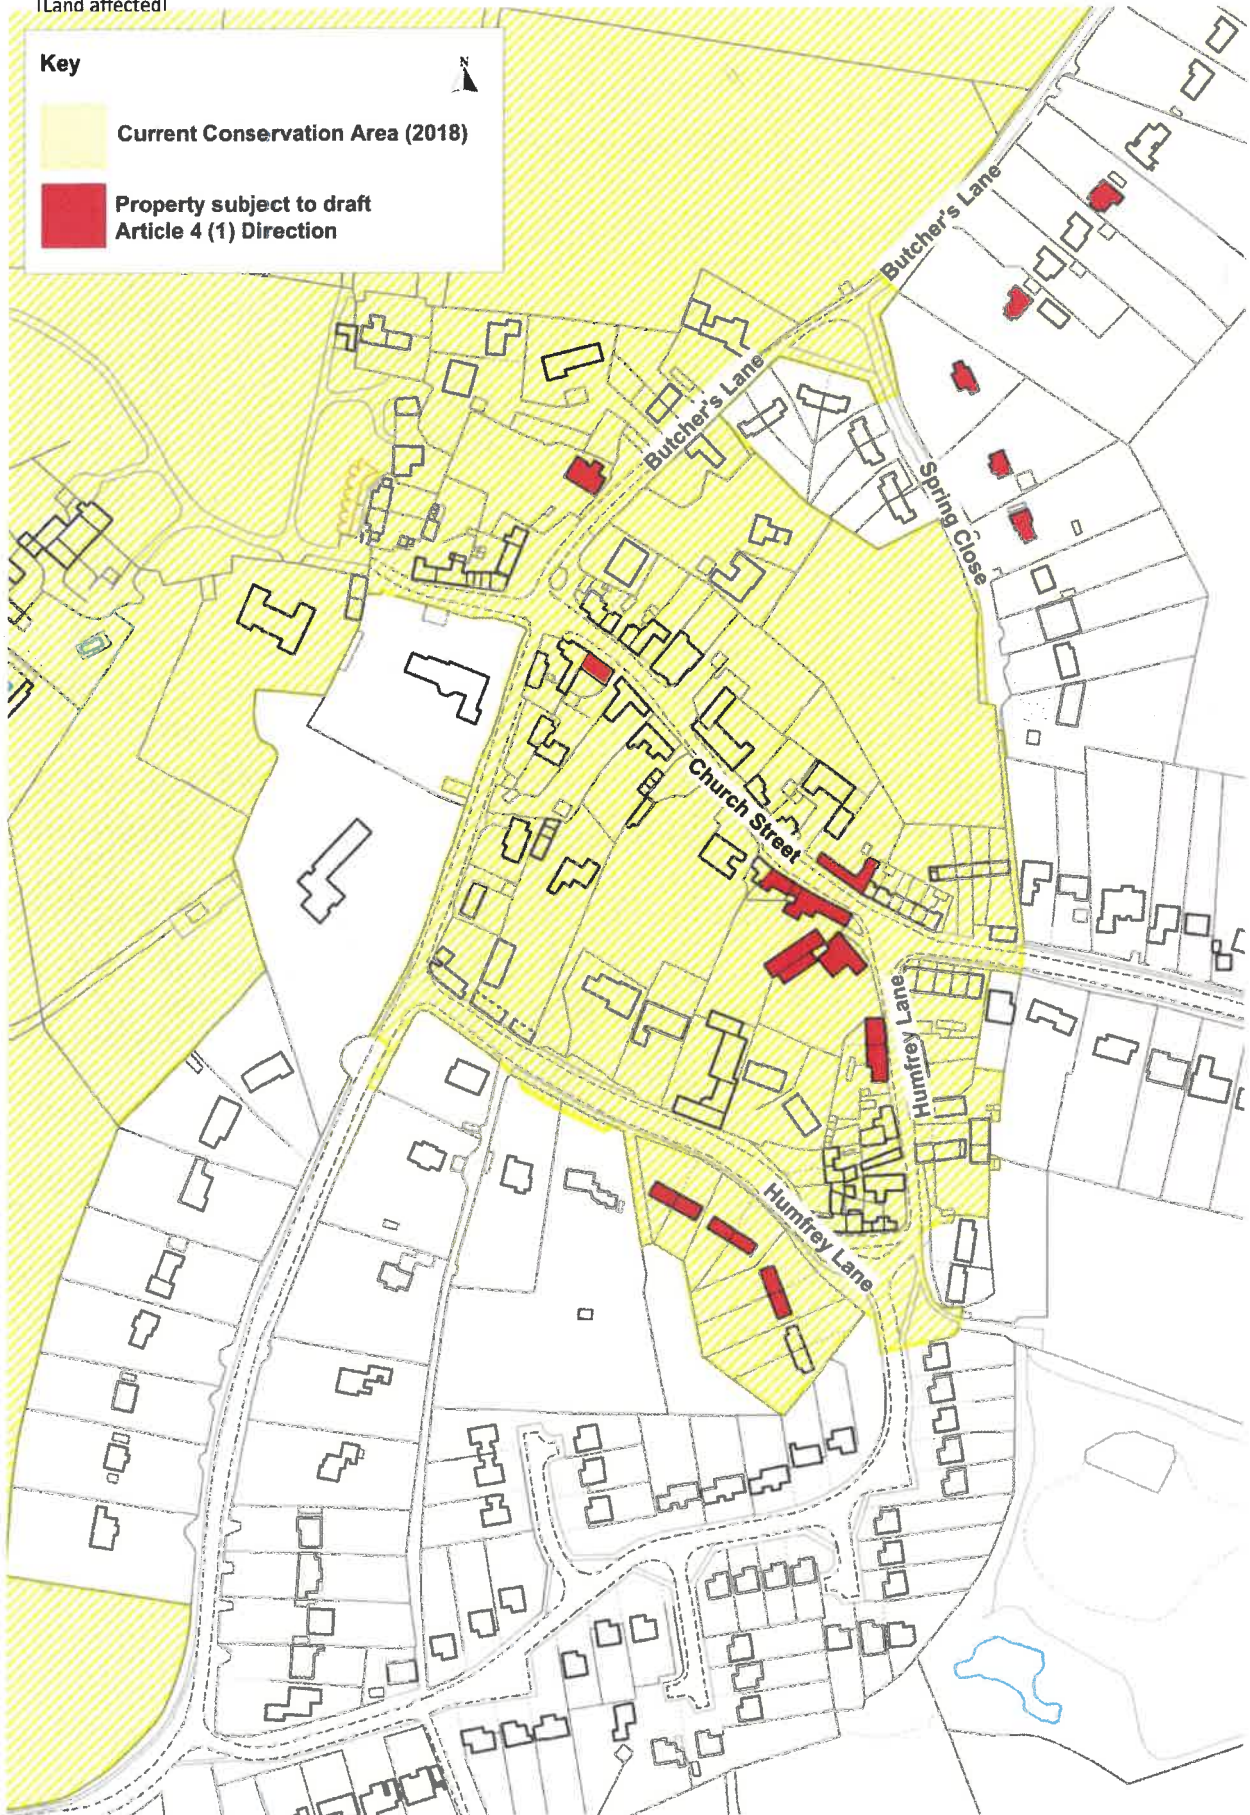 [Land affected]
Key
N
Current Conservation Area (2018)
Property subject to draft
Article 4 (1) Direction
Butcher's Lane
Butcher's Lane
Spring Close
Church Street
Humfrey Lane
Humfrey Lane